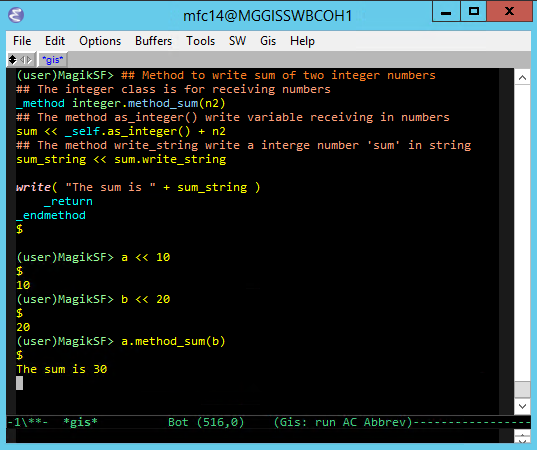 mfc14@MGGISSWBCOH1
File Edit Options Buffers Tools SW Gis Help
*gis*
(user)MagikSF> ## Method to write sum of two integer numbers
## The integer class is for receiving numbers
_method integer.method_sum(n2)
## The method as_integer() write variable receiving in numbers
sum << _self.as_integer() + n2
## The method write_string write a interge number 'sum' in string
sum_string << sum.write_string
write( "The sum is " + sum_string )
_return
_endmethod
$
(user)MagikSF> a << 10
$
10
(user)MagikSF> b << 20
$
20
(user)MagikSF> a.method_sum(b)
$
The sum is 30
-1\**- *gis* Bot (516,0) (Gis: run AC Abbrev)-----------------